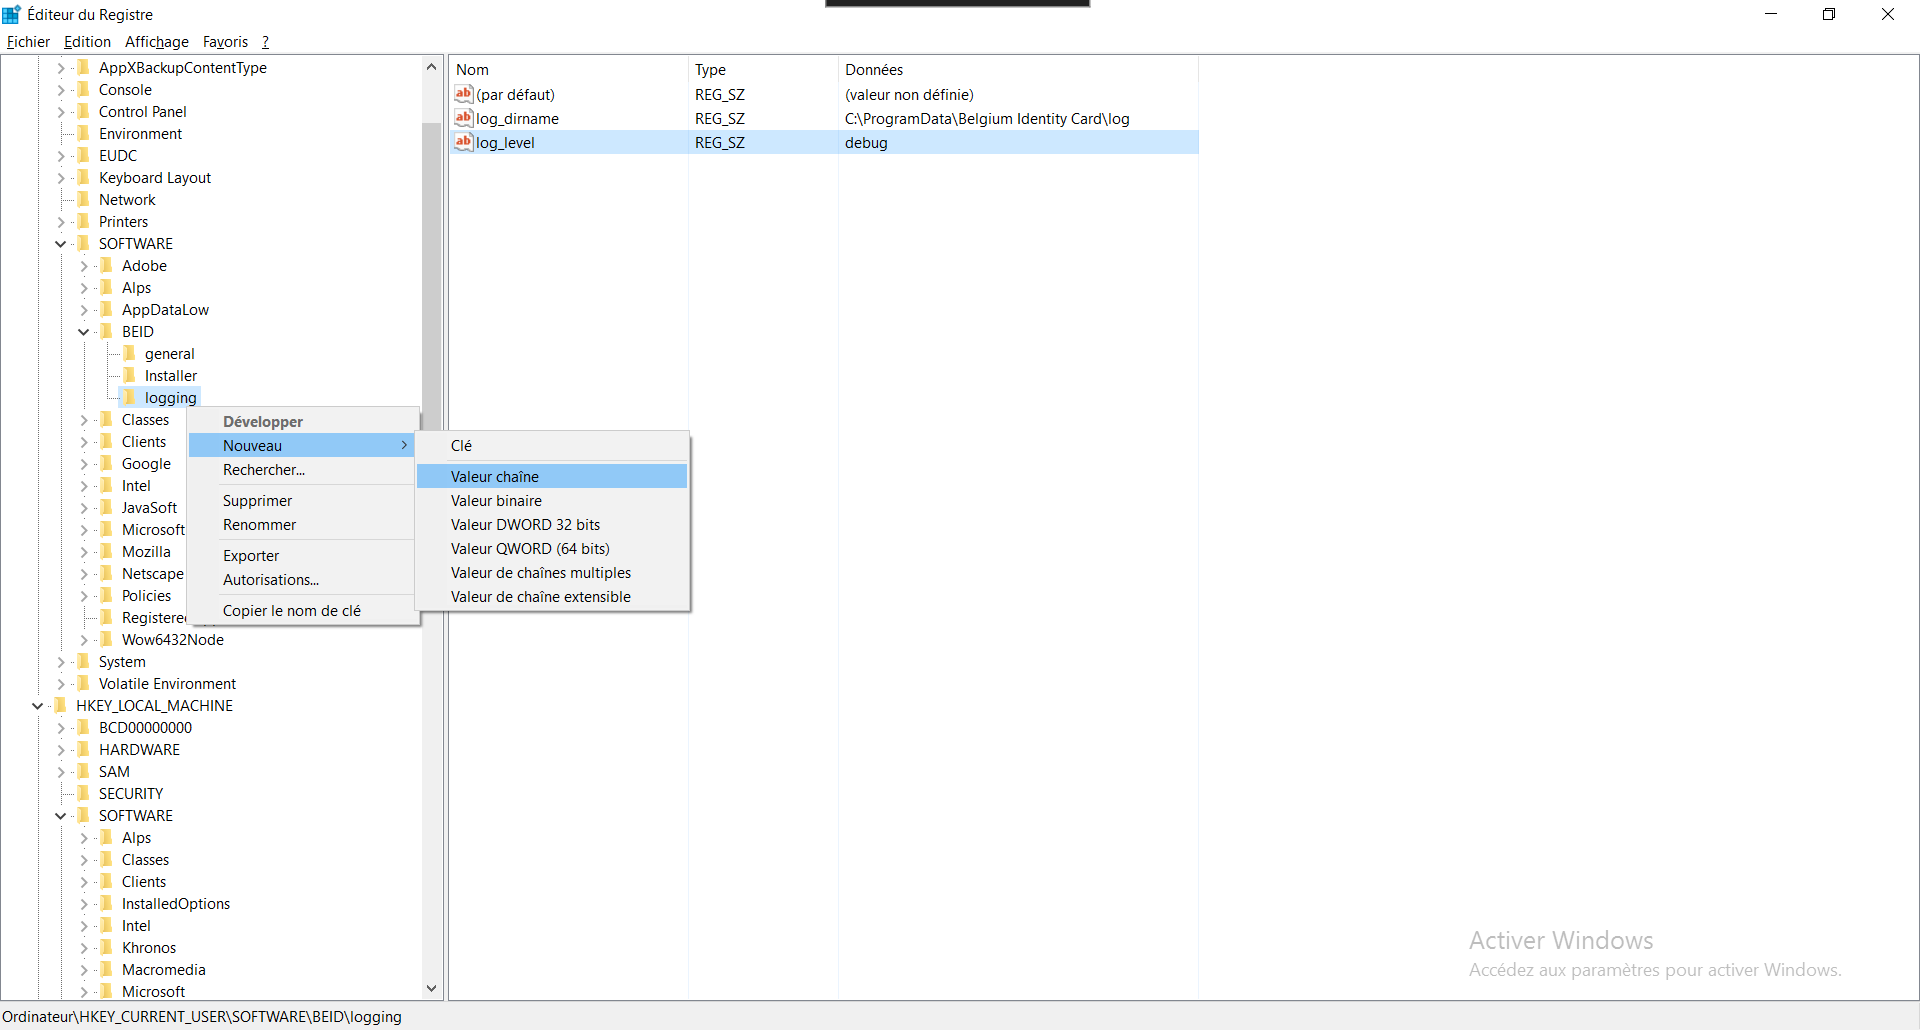 Éditeur du Registre
Fichier Edition Affichage Favoris ?
AppXBackupContentType
Console
Control Panel
Environment
EUDC
Keyboard Layout
Network
Printers
SOFTWARE
Adobe
Alps
AppDataLow
BEID
general
Installer
logging
Classes
Clients
Google
Intel
JavaSoft
Microsoft
Mozilla
Netscape
Policies
Wow6432Node
System
Volatile Environment
HKEY_LOCAL_MACHINE
BCD00000000
HARDWARE
SAM
SECURITY
SOFTWARE
Alps
Classes
Clients
InstalledOptions
Intel
Khronos
Macromedia
Microsoft
Développer
Nouveau
Rechercher...
Supprimer
Renommer
Exporter
Autorisations...
Copier le nom de clé
Clé
Valeur chaîne
Valeur binaire
Valeur DWORD 32 bits
Valeur QWORD (64 bits)
Valeur de chaînes multiples
Valeur de chaîne extensible
Nom Type Données
(par défaut) REG_SZ (valeur non définie)
log_dirname REG_SZ C:\ProgramData\Belgium Identity Card\log
log_level REG_SZ debug
Activer Windows
Accédez aux paramètres pour activer Windows.
Ordinateur\HKEY_CURRENT_USER\SOFTWARE\BEID\logging